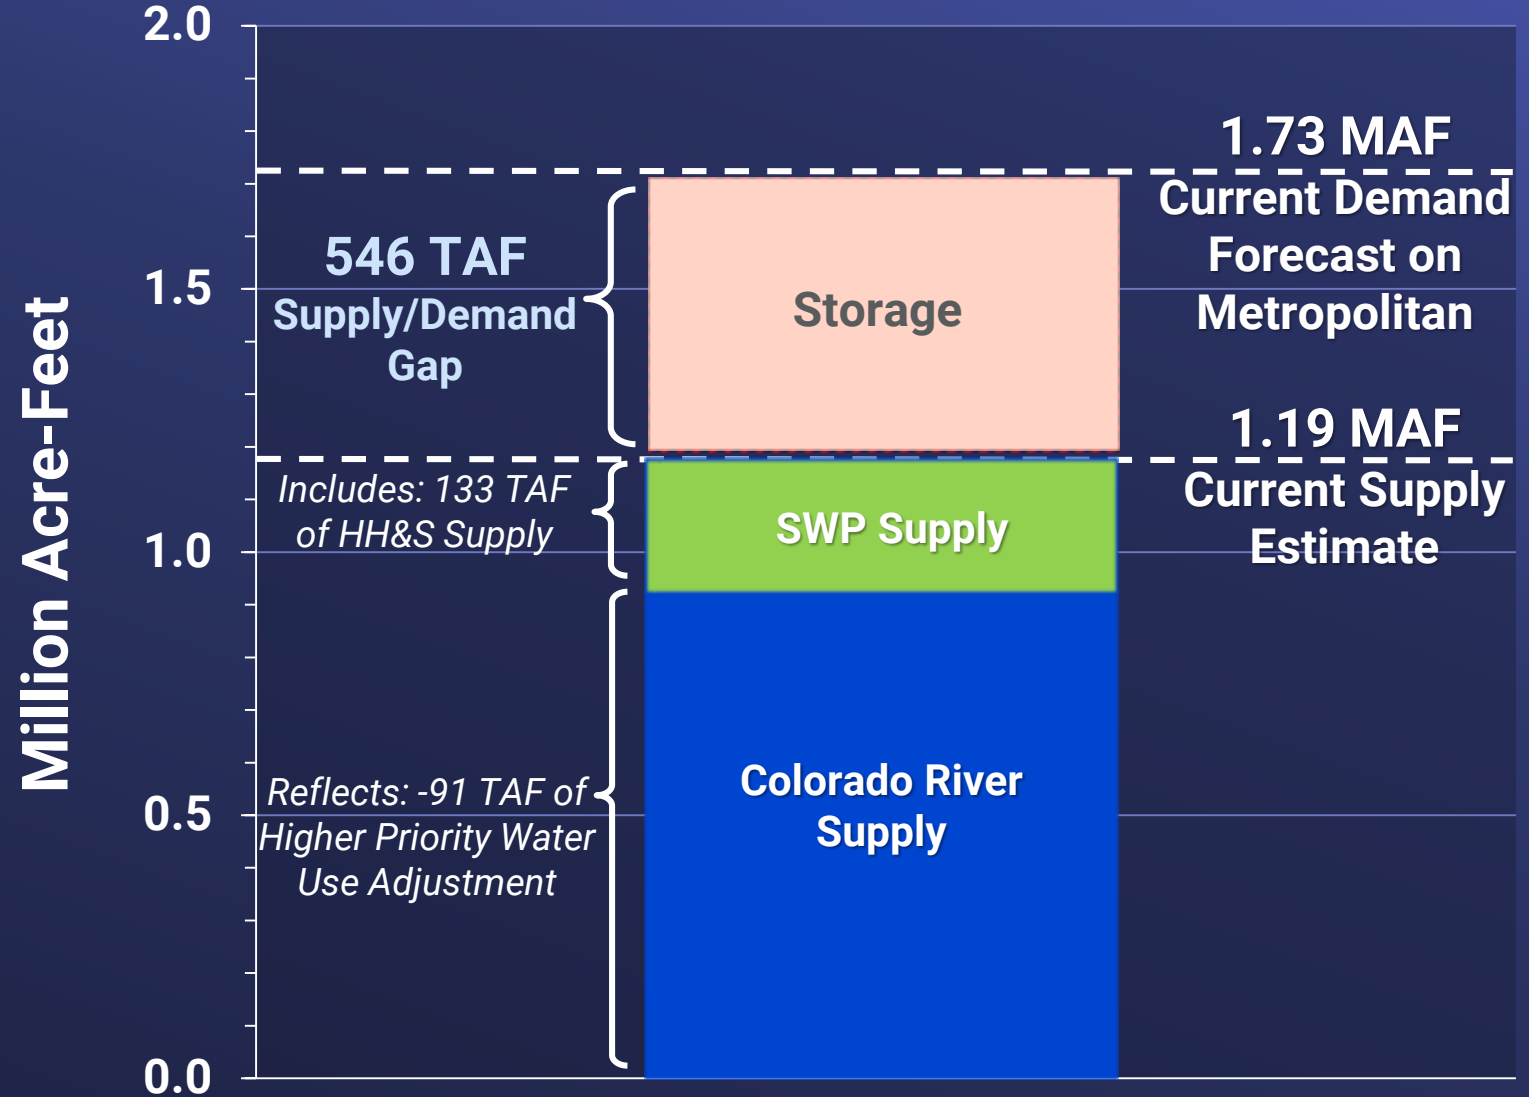 2.0
1.5
1.0
0.5
0.0
Million Acre-Feet
546 TAF
Supply/Demand
Gap
Includes: 133 TAF
of HH&S Supply
Reflects: -91 TAF of
Higher Priority Water
Use Adjustment
Storage
SWP Supply
Colorado River
Supply
1.73 MAF
Current Demand
Forecast on
Metropolitan
1.19 MAF
Current Supply
Estimate